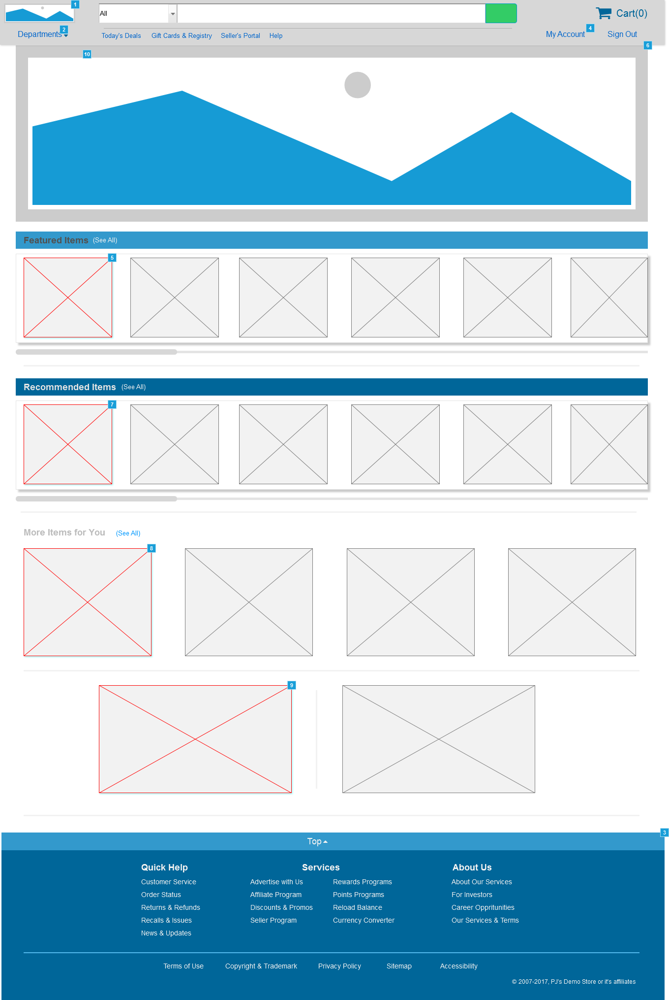 1
All
Cart(0)
Departments 2
Today's Deals Gift Cards & Registry Seller's Portal Help
My Account 4 Sign Out
6
10
Featured Items (See All)
5
Recommended Items (See All)
7
More Items for You (See All)
8
9
3
Top
Quick Help
Customer Service
Order Status
Returns & Refunds
Recalls & Issues
News & Updates
Services
Advertise with Us
Affiliate Program
Discounts & Promos
Seller Program
Rewards Programs
Points Programs
Reload Balance
Currency Converter
About Us
About Our Services
For Investors
Career Oppritunities
Our Services & Terms
Terms of Use Copyright & Trademark Privacy Policy Sitemap Accessibility
© 2007-2017, PJ's Demo Store or it's affiliates